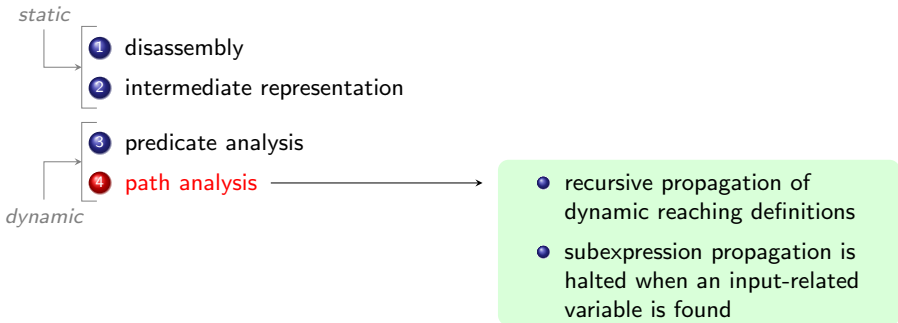 static
1 disassembly
2 intermediate representation
3 predicate analysis
4 path analysis
dynamic
recursive propagation of
dynamic reaching definitions
subexpression propagation is
halted when an input-related
variable is found